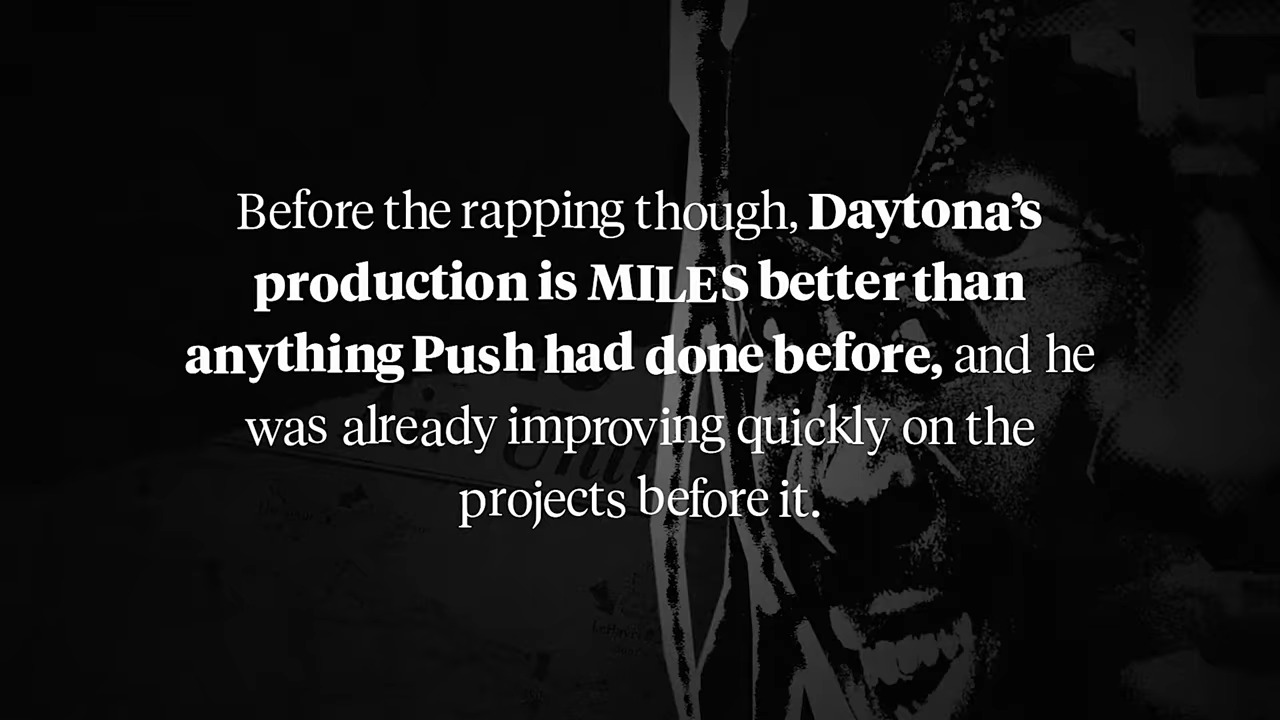 Before the rapping though, Daytona’s
production is MILES better than
anything Push had done before, and he
was already improving quickly on the
projects before it.